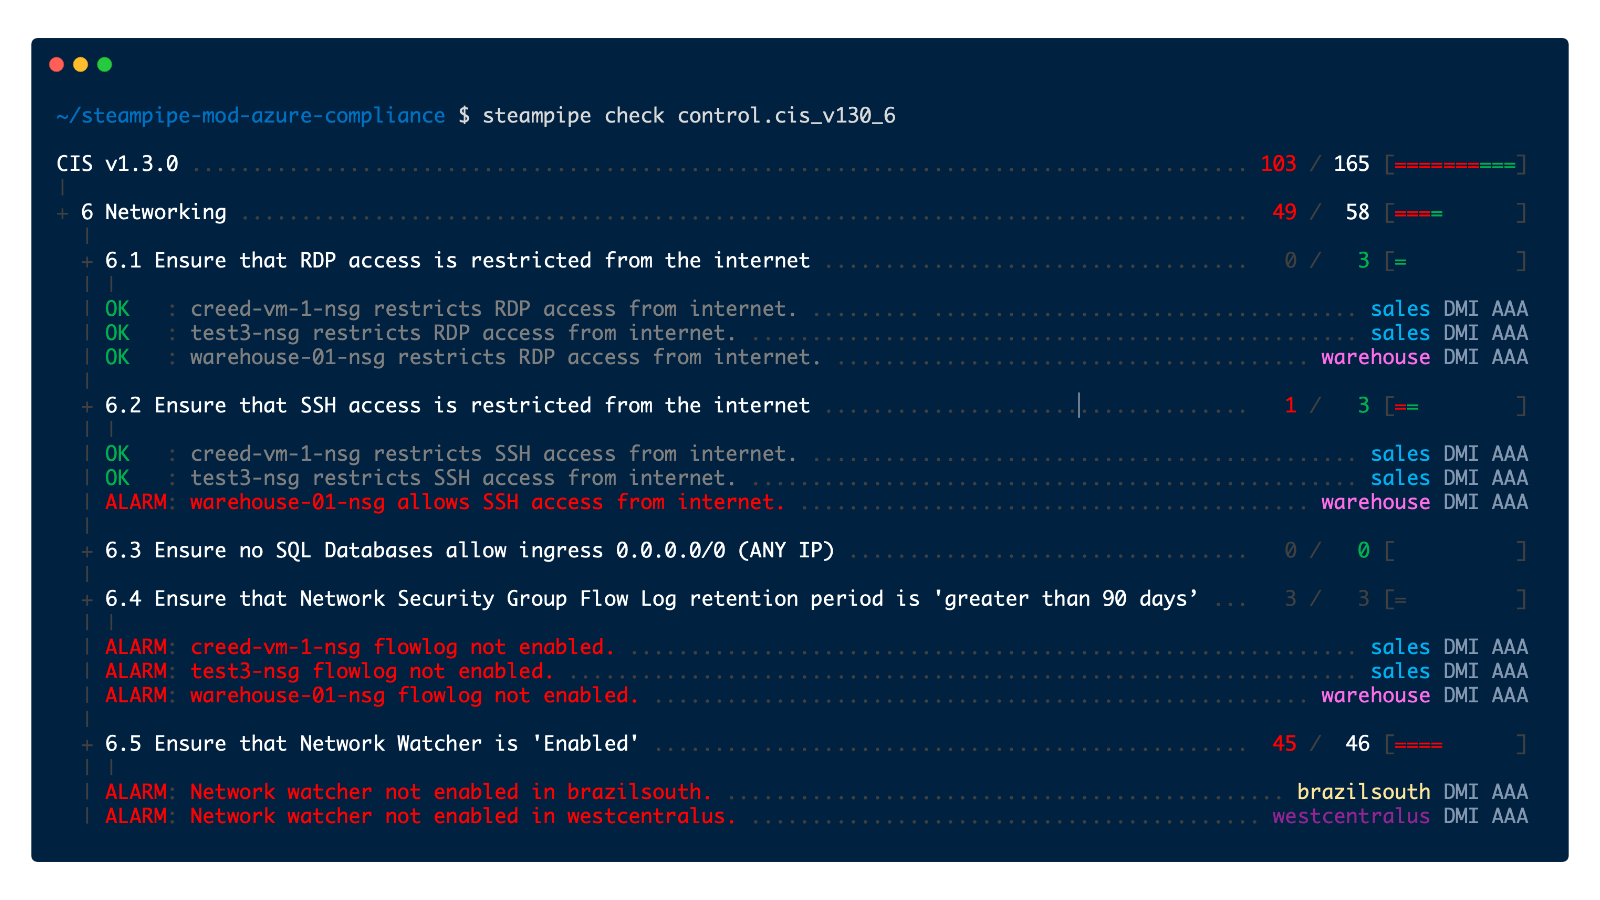 ~/steampipe-mod-azure-compliance $ steampipe check control.cis_v130_6
CIS v1.3.0 ....................................................................................... 103 / 165 [==========]
|
+ 6 Networking ................................................................................... 49 / 58 [==== ]
|
+ 6.1 Ensure that RDP access is restricted from the internet ................................... 0 / 3 [= ]
| |
| OK : creed-vm-1-nsg restricts RDP access from internet. ......... ................................... sales DMI AAA
| OK : test3-nsg restricts RDP access from internet. .................................................. sales DMI AAA
| OK : warehouse-01-nsg restricts RDP access from internet. ....................................... warehouse DMI AAA
|
+ 6.2 Ensure that SSH access is restricted from the internet ................................... 1 / 3 [== ]
| |
| OK : creed-vm-1-nsg restricts SSH access from internet. ............................................ sales DMI AAA
| OK : test3-nsg restricts SSH access from internet. .................................................. sales DMI AAA
| ALARM: warehouse-01-nsg allows SSH access from internet. .......................................... warehouse DMI AAA
|
+ 6.3 Ensure no SQL Databases allow ingress 0.0.0.0/0 (ANY IP) ................................. 0 / 0 [ ]
|
+ 6.4 Ensure that Network Security Group Flow Log retention period is 'greater than 90 days’ ... 3 / 3 [= ]
| |
| ALARM: creed-vm-1-nsg flowlog not enabled. ............................................................ sales DMI AAA
| ALARM: test3-nsg flowlog not enabled. ................................................................. sales DMI AAA
| ALARM: warehouse-01-nsg flowlog not enabled. ...................................................... warehouse DMI AAA
|
+ 6.5 Ensure that Network Watcher is 'Enabled' ................................................. 45 / 46 [==== ]
| |
| ALARM: Network watcher not enabled in brazilsouth. .............................................. brazilsouth DMI AAA
| ALARM: Network watcher not enabled in westcentralus. .......................................... westcentralus DMI AAA